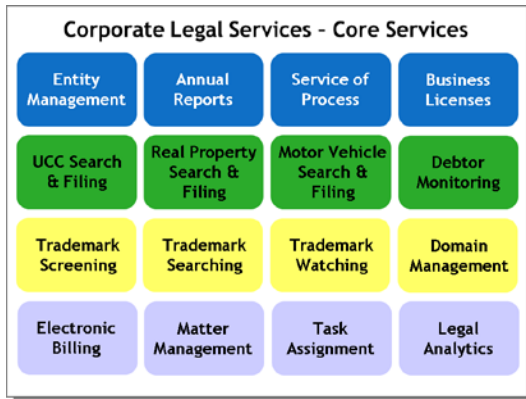 Corporate Legal Services – Core Services
Entity
Management
Annual
Reports
Service of
Process
Business
Licenses
UCC Search
& Filing
Real Property
Search &
Filing
Motor Vehicle
Search &
Filing
Debtor
Monitoring
Trademark
Screening
Trademark
Searching
Trademark
Watching
Domain
Management
Electronic
Billing
Matter
Management
Task
Assignment
Legal
Analytics